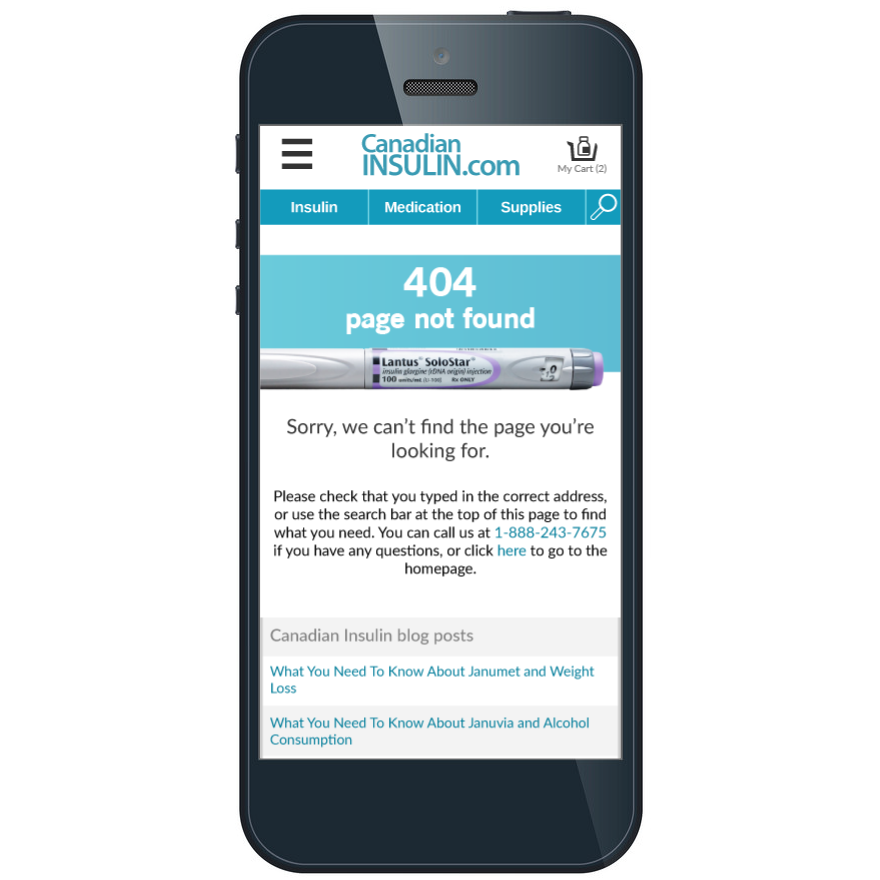 Canadian
INSULIN.com
My Cart (2)
Insulin
Medication
Supplies
404
page not found
Lantus® SoloStar®
insulin glargine (rDNA origin) injection
100 units/mL (U-100) Rx ONLY
Sorry, we can’t find the page you’re
looking for.
Please check that you typed in the correct address,
or use the search bar at the top of this page to find
what you need. You can call us at 1-888-243-7675
if you have any questions, or click here to go to the
homepage.
Canadian Insulin blog posts
What You Need To Know About Janumet and Weight
Loss
What You Need To Know About Januvia and Alcohol
Consumption